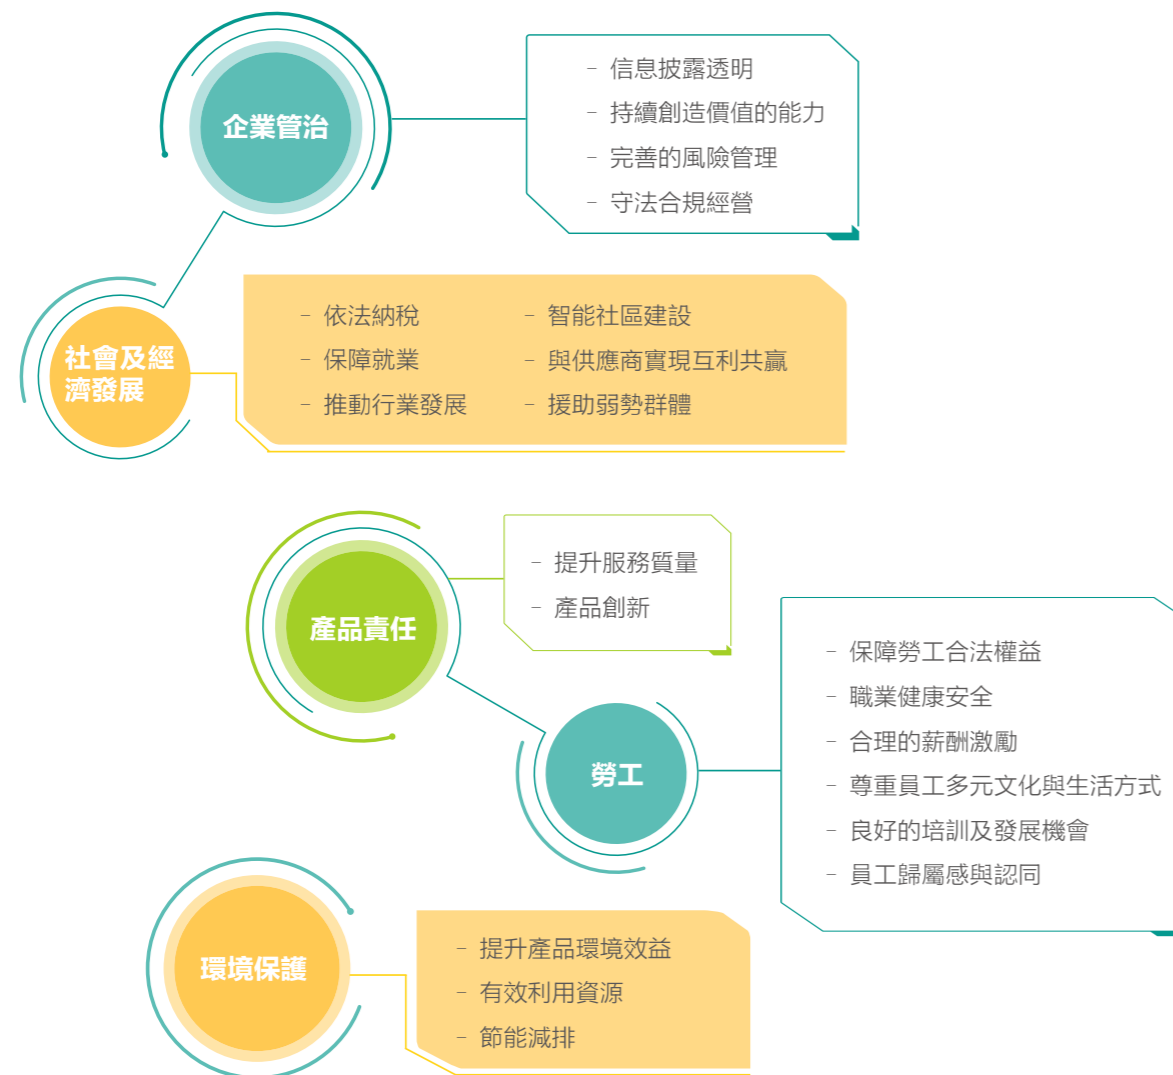 企業管治
– 信息披露透明
– 持續創造價值的能力
– 完善的風險管理
– 守法合規經營
社會及經
濟發展
– 依法納稅
– 保障就業
– 推動行業發展
– 智能社區建設
– 與供應商實現互利共贏
– 援助弱勢群體
產品責任
– 提升服務質量
– 產品創新
勞工
– 保障勞工合法權益
– 職業健康安全
– 合理的薪酬激勵
– 尊重員工多元文化與生活方式
– 良好的培訓及發展機會
– 員工歸屬感與認同
環境保護
– 提升產品環境效益
– 有效利用資源
– 節能減排